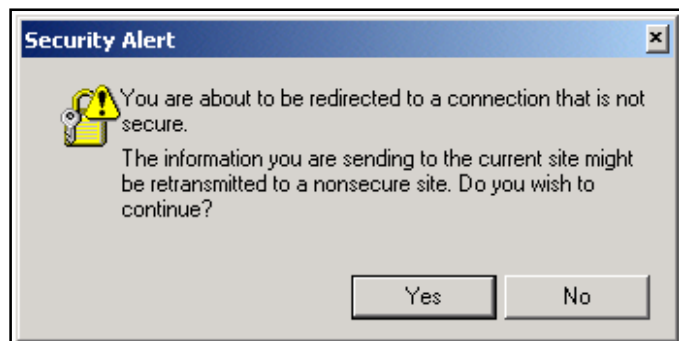 Security Alert
You are about to be redirected to a connection that is not
secure.
The information you are sending to the current site might
be retransmitted to a nonsecure site. Do you wish to
continue?
Yes No